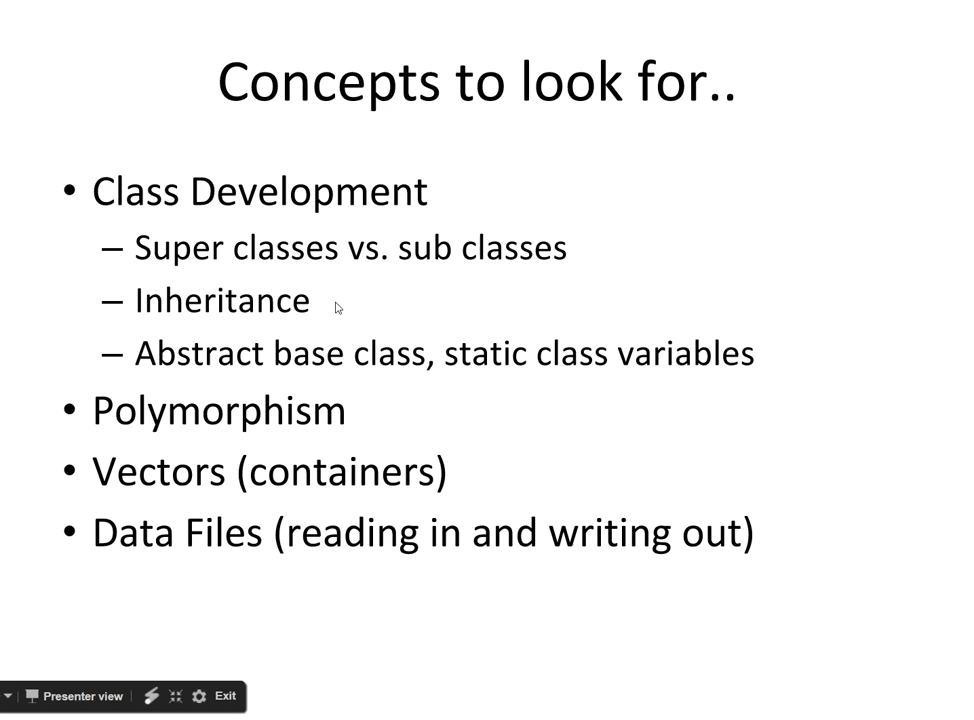 Concepts to look for..
• Class Development
– Super classes vs. sub classes
– Inheritance
– Abstract base class, static class variables
• Polymorphism
• Vectors (containers)
• Data Files (reading in and writing out)
Presenter view Exit